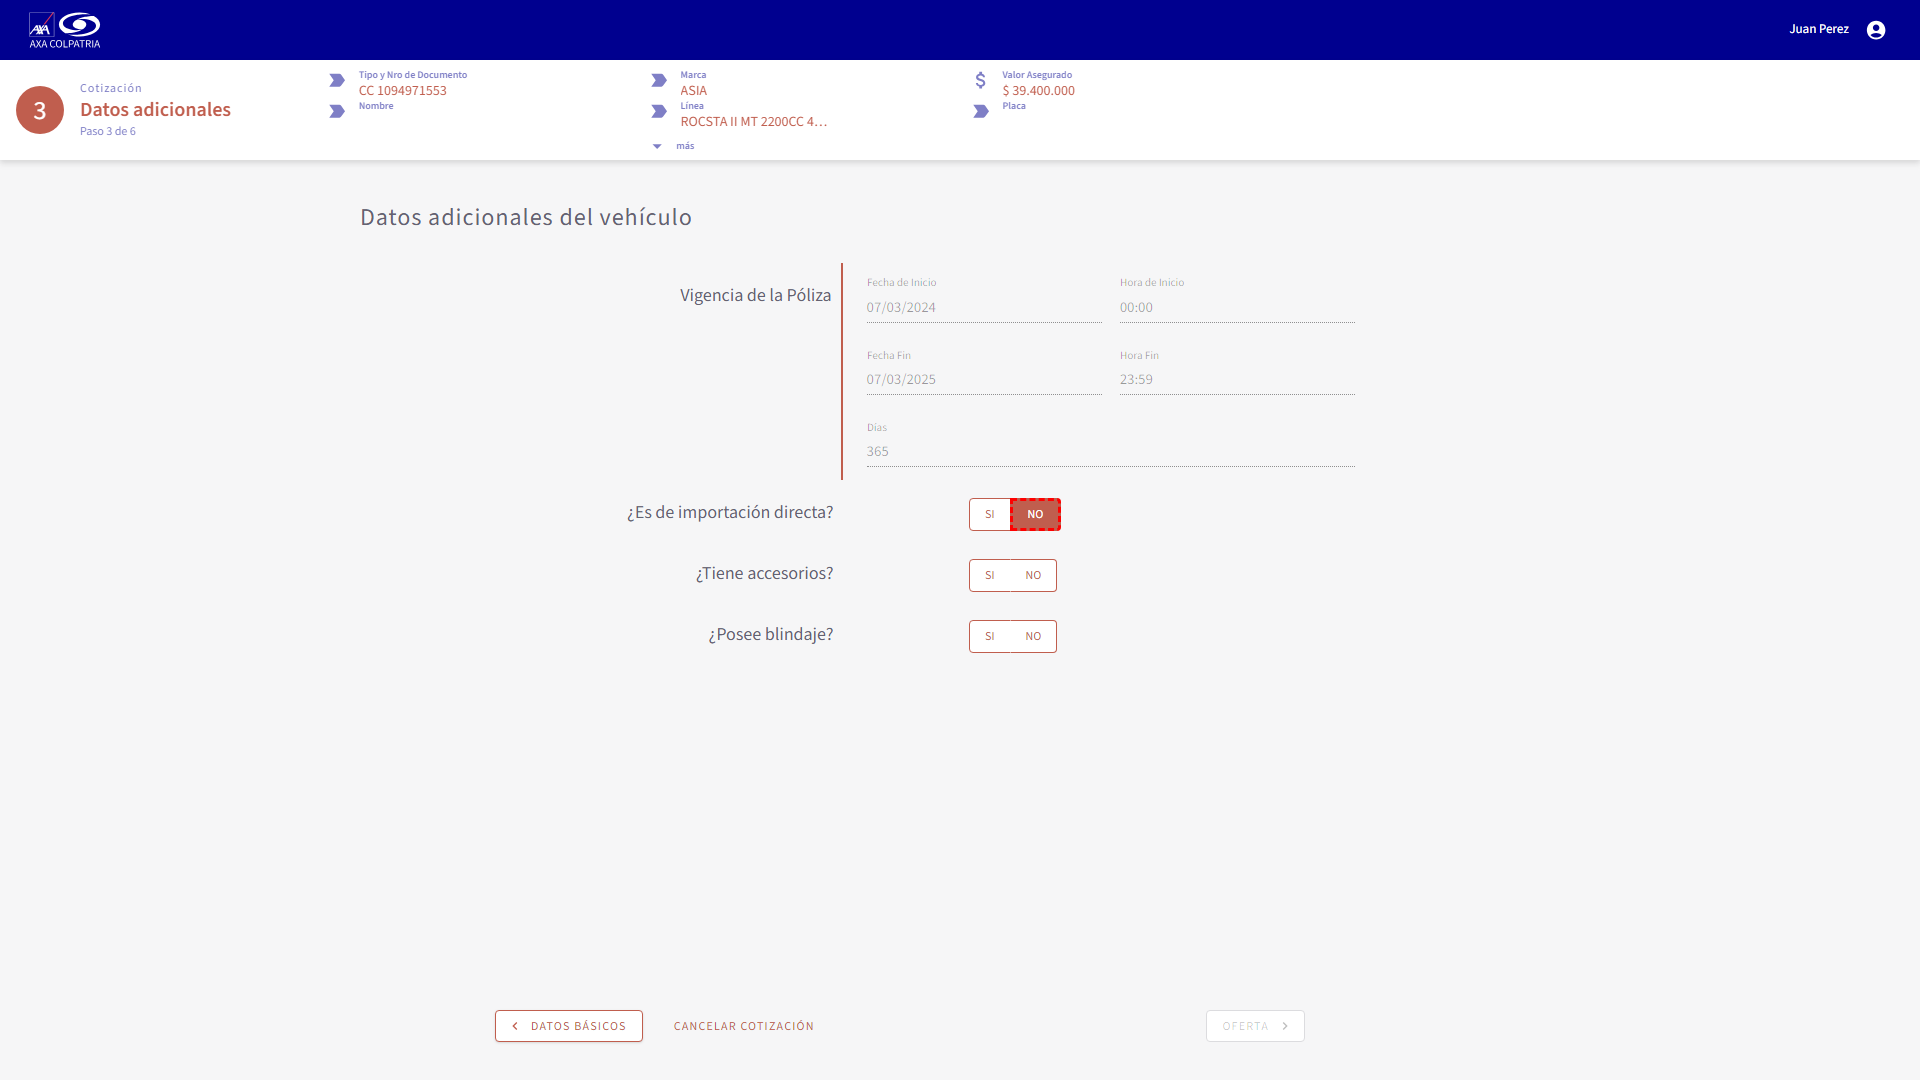 AXA
AXA COLPATRIA
Juan Perez
3
Cotización
Datos adicionales
Paso 3 de 6
Tipo y Nro de Documento
CC 1094971553
Nombre
Marca
ASIA
Línea
ROCSTA II MT 2200CC 4...
más
$
Valor Asegurado
$ 39.400.000
Placa
Datos adicionales del vehículo
Vigencia de la Póliza
Fecha de Inicio
07/03/2024
Hora de Inicio
00:00
Fecha Fin
07/03/2025
Hora Fin
23:59
Días
365
¿Es de importación directa?
SI NO
¿Tiene accesorios?
SI NO
¿Posee blindaje?
SI NO
DATOS BÁSICOS
CANCELAR COTIZACIÓN
OFERTA